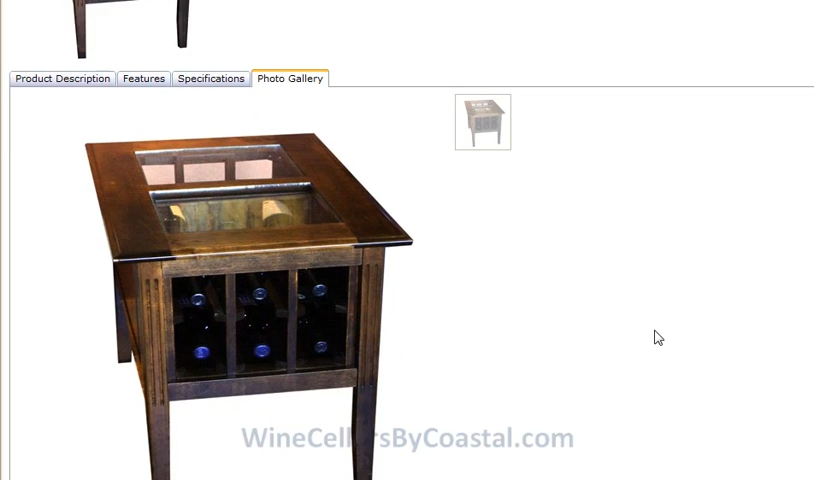 Product Description Features Specifications Photo Gallery
WineCellarsByCoastal.com